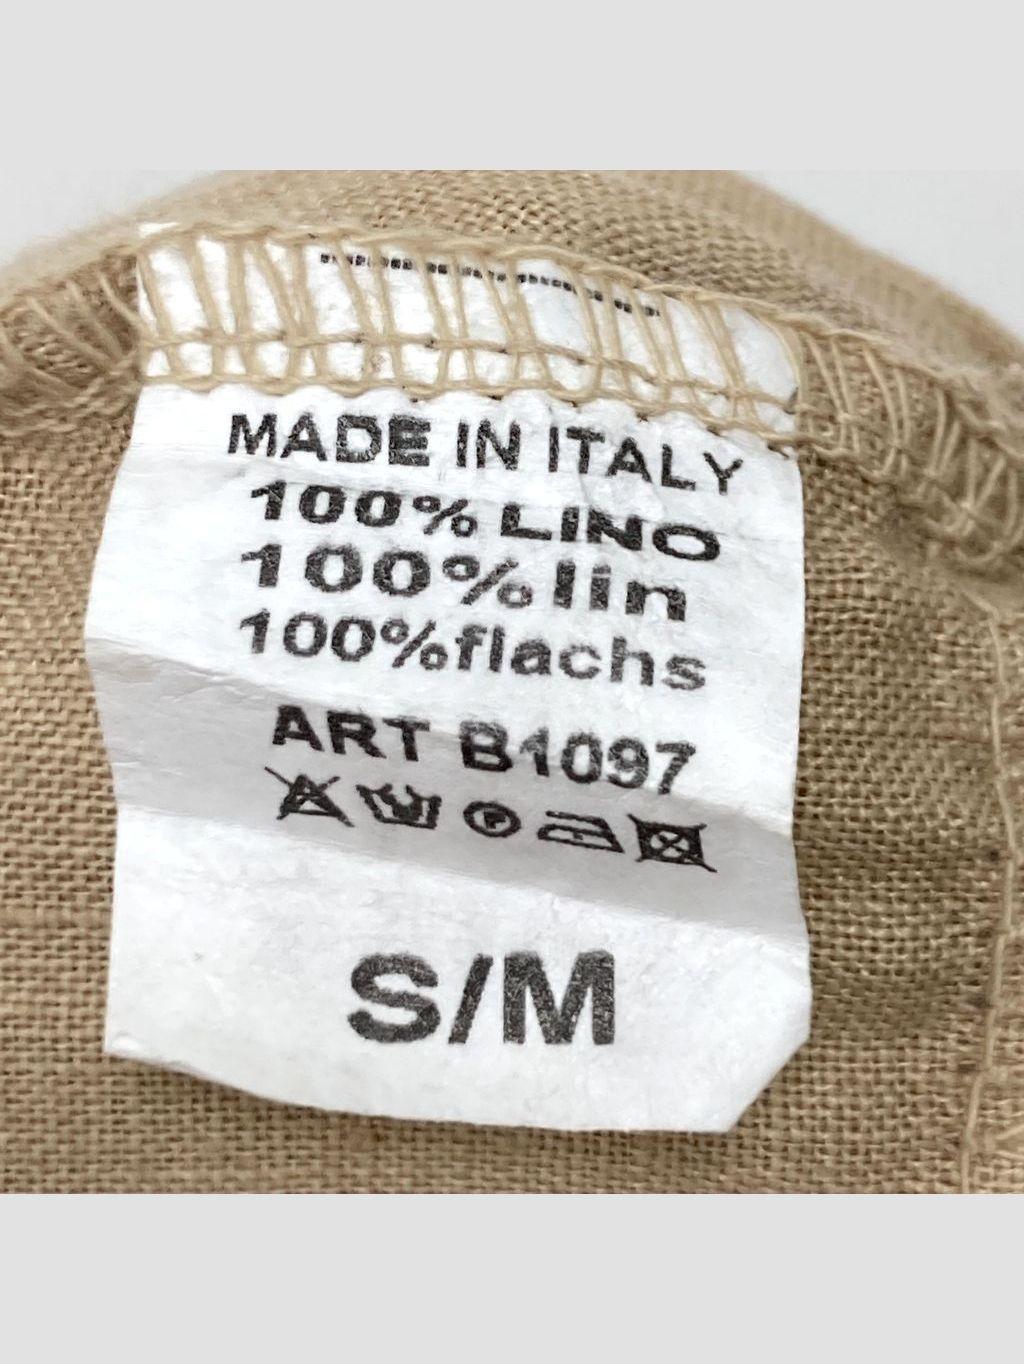 MADE IN ITALY
100% LINO
100% lin
100% flachs
ART B1097
P
S/M